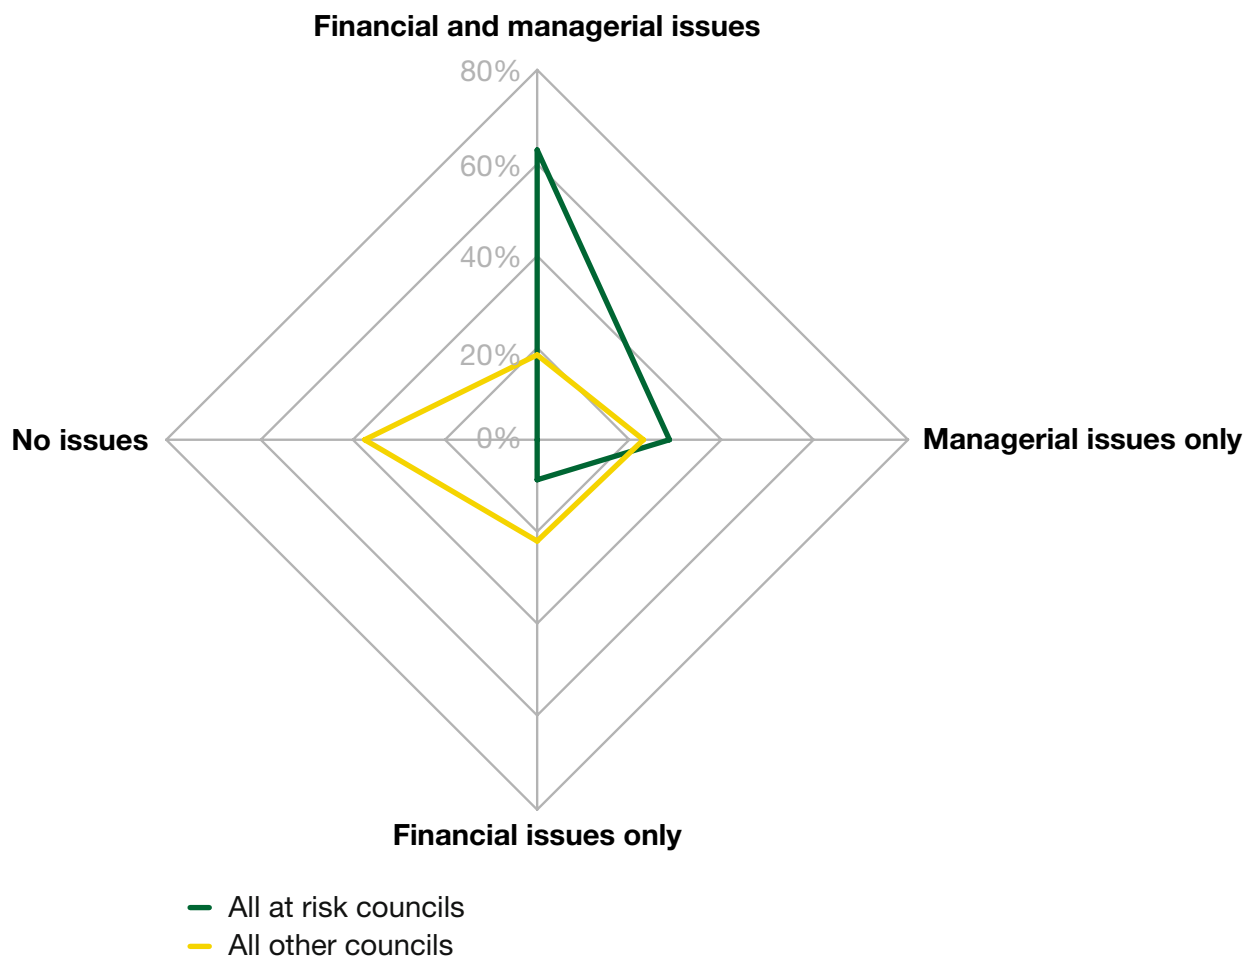 Financial and managerial issues
80%
60%
40%
20%
0%
No issues
Managerial issues only
Financial issues only
All at risk councils
All other councils